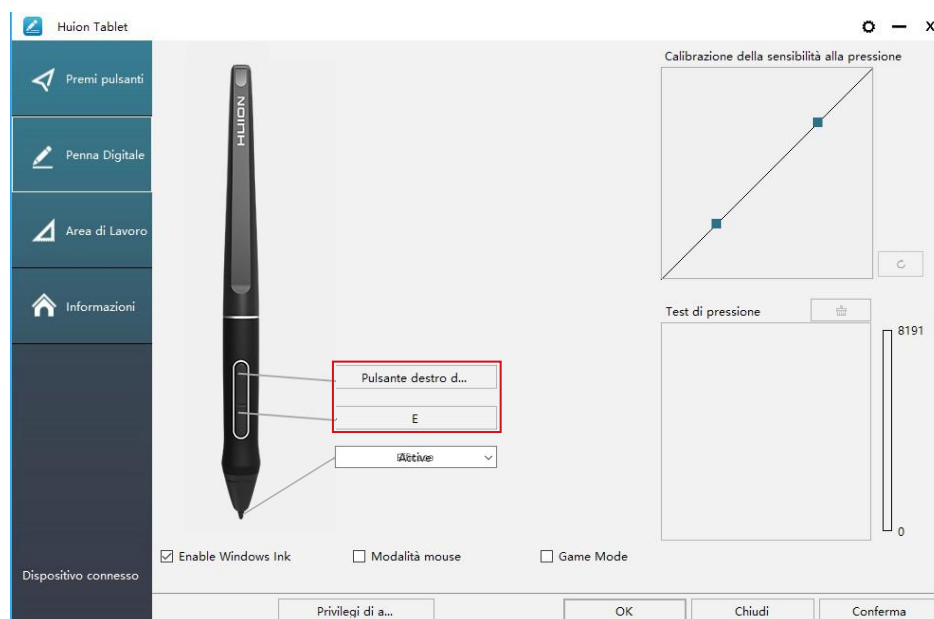 Huion Tablet
Premi pulsanti
Penna Digitale
Area di Lavoro
Informazioni
Dispositivo connesso
HUION
Pulsante destro d...
E
Active
Enable Windows Ink
Modalità mouse
Game Mode
Calibrazione della sensibilità alla pressione
Test di pressione
8191
0
Privilegi di a...
OK
Chiudi
Conferma